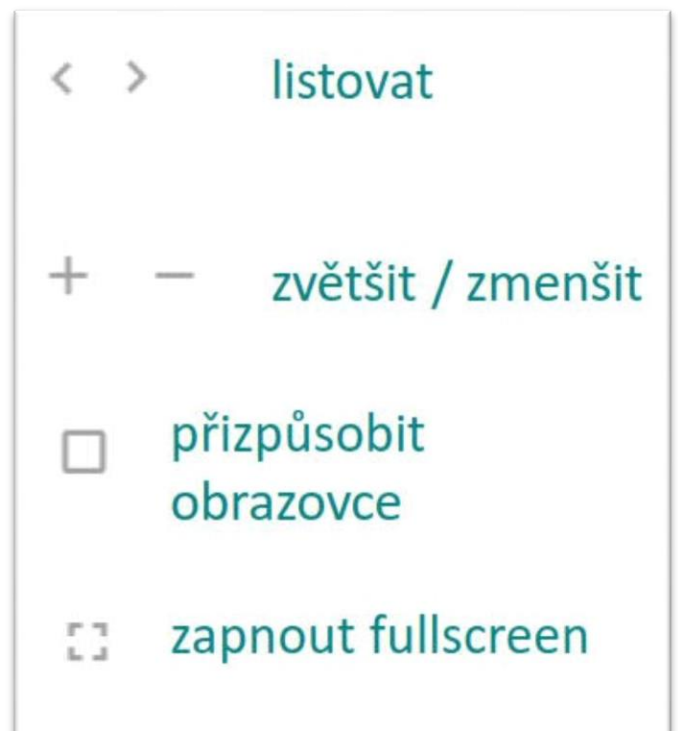 listovat
zvětšit / zmenšit
přizpůsobit
obrazovce
zapnout fullscreen